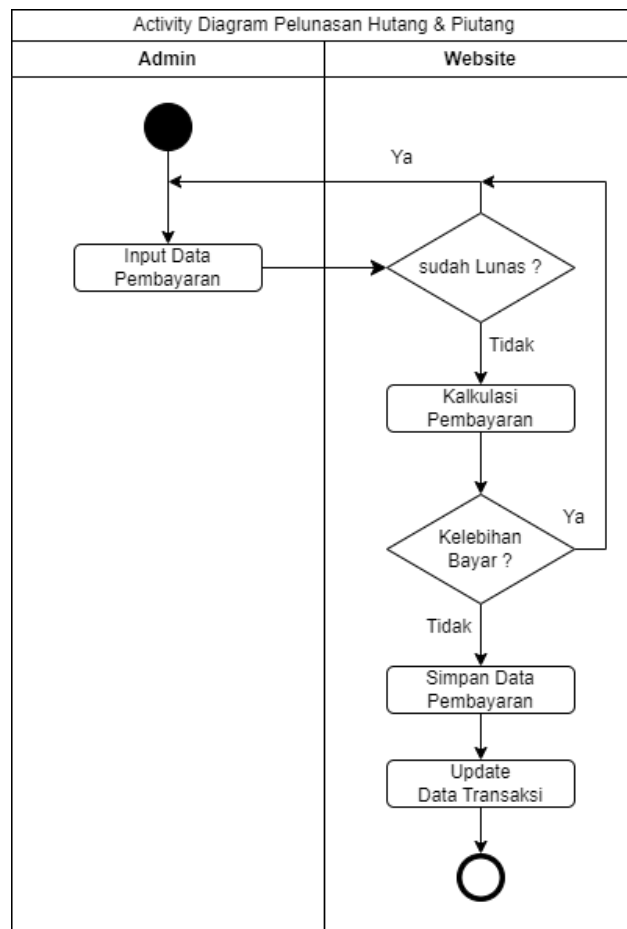 Activity Diagram Pelunasan Hutang & Piutang
Admin
Website
Ya
Input Data
Pembayaran
sudah Lunas ?
Tidak
Kalkulasi
Pembayaran
Ya
Kelebihan
Bayar ?
Tidak
Simpan Data
Pembayaran
Update
Data Transaksi